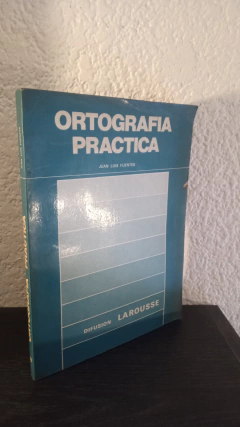 ORTOGRAFIA
PRACTICA
JUAN LUIS FUENTES
DIFUSION LAROUSSE